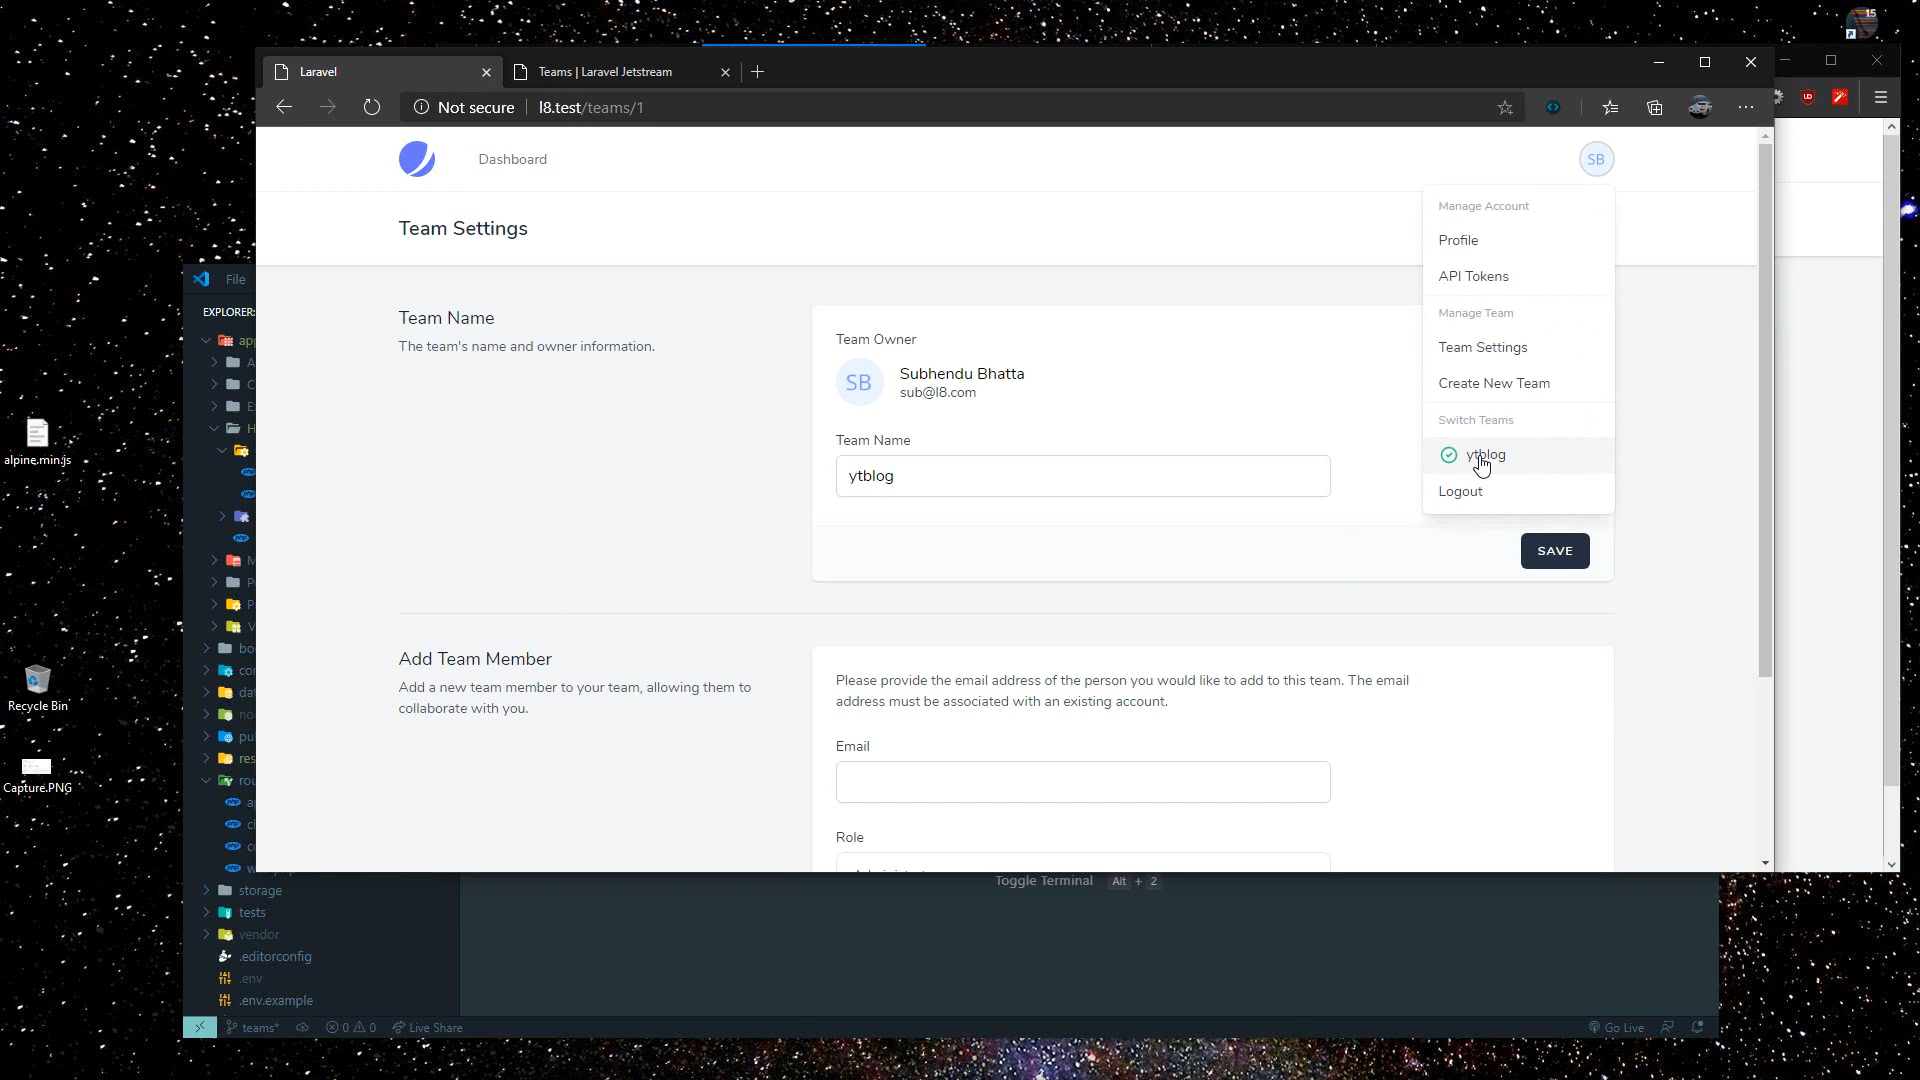 15
Laravel
Teams | Laravel Jetstream
Not secure
l8.test/teams/1
Dashboard
SB
Manage Account
Profile
API Tokens
Manage Team
Team Settings
Create New Team
Switch Teams
ytblog
Logout
Team Settings
Team Name
The team's name and owner information.
Team Owner
SB
Subhendu Bhatta
sub@l8.com
Team Name
ytblog
SAVE
Add Team Member
Add a new team member to your team, allowing them to
collaborate with you.
Please provide the email address of the person you would like to add to this team. The email
address must be associated with an existing account.
Email
Role
File
EXPLORER:
storage
tests
vendor
.editorconfig
.env
.env.example
Toggle Terminal Alt + 2
teams*
0 0
Live Share
Go Live
alpine.min.js
Recycle Bin
Capture.PNG